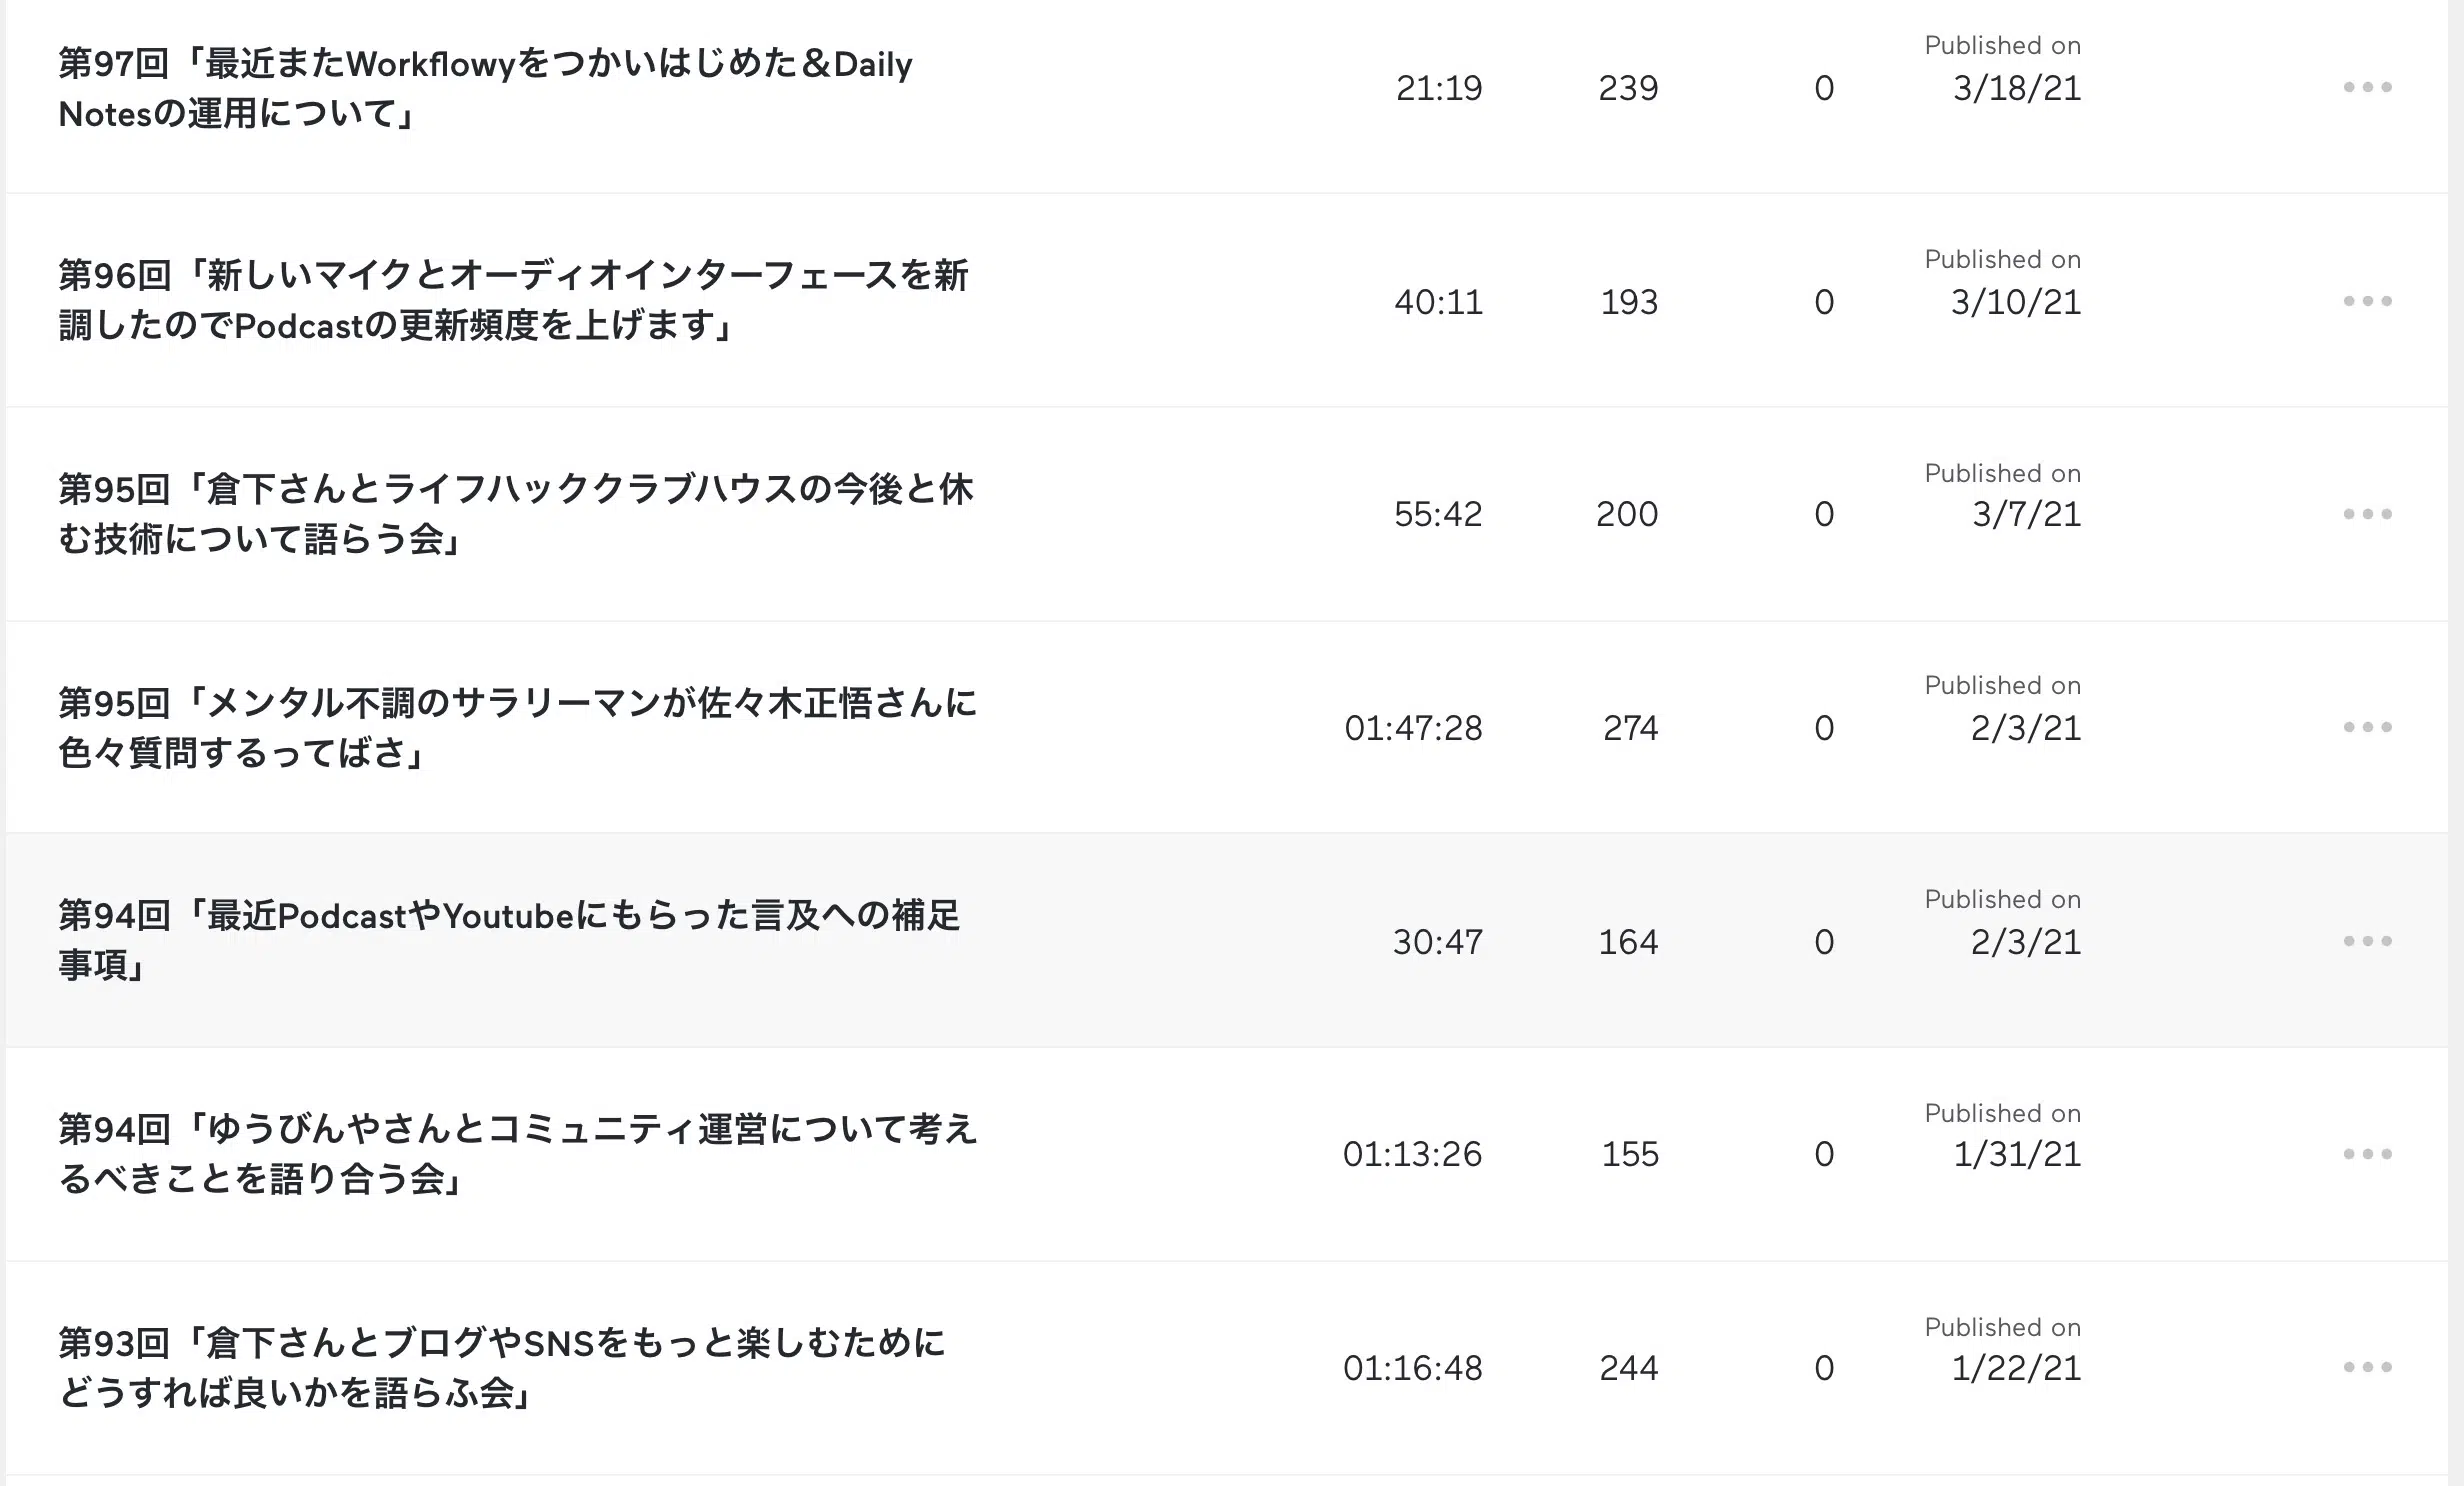 第97回「最近またWorkflowyをつかいはじめた＆Daily
Notesの運用について」
21:19
239
0
Published on
3/18/21
第96回「新しいマイクとオーディオインターフェースを新
調したのでPodcastの更新頻度を上げます」
40:11
193
0
Published on
3/10/21
第95回「倉下さんとライフハッククラブハウスの今後と休
む技術について語らう会」
55:42
200
0
Published on
3/7/21
第95回「メンタル不調のサラリーマンが佐々木正悟さんに
色々質問するってばさ」
01:47:28
274
0
Published on
2/3/21
第94回「最近PodcastやYoutubeにもらった言及への補足
事項」
30:47
164
0
Published on
2/3/21
第94回「ゆうびんやさんとコミュニティ運営について考え
るべきことを語り合う会」
01:13:26
155
0
Published on
1/31/21
第93回「倉下さんとブログやSNSをもっと楽しむために
どうすれば良いかを語らふ会」
01:16:48
244
0
Published on
1/22/21